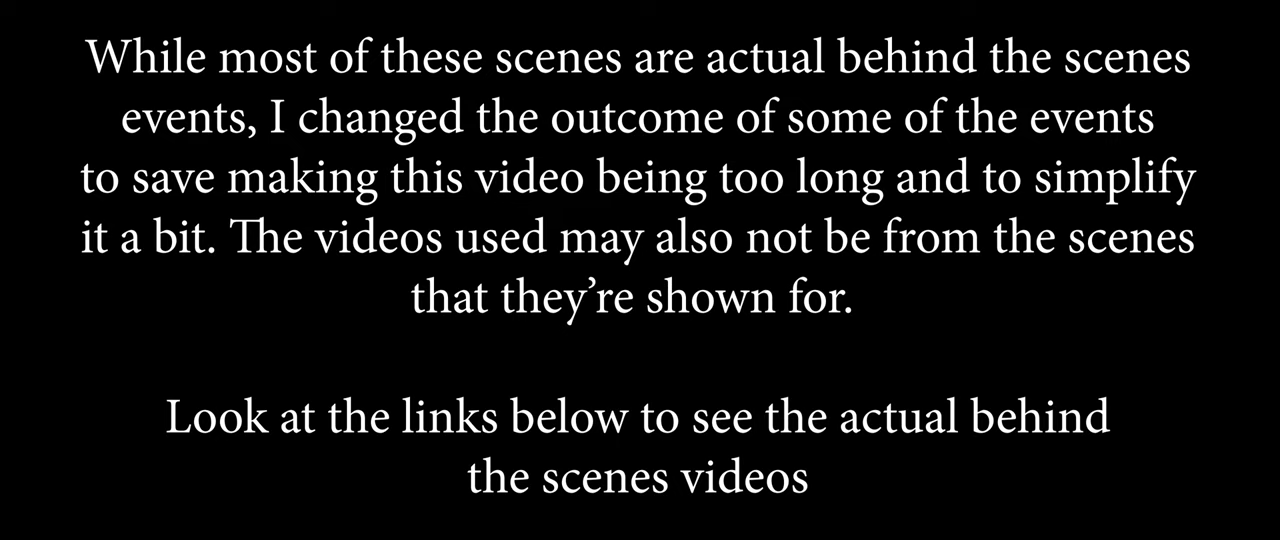 While most of these scenes are actual behind the scenes
events, I changed the outcome of some of the events
to save making this video being too long and to simplify
it a bit. The videos used may also not be from the scenes
that they’re shown for.
Look at the links below to see the actual behind
the scenes videos